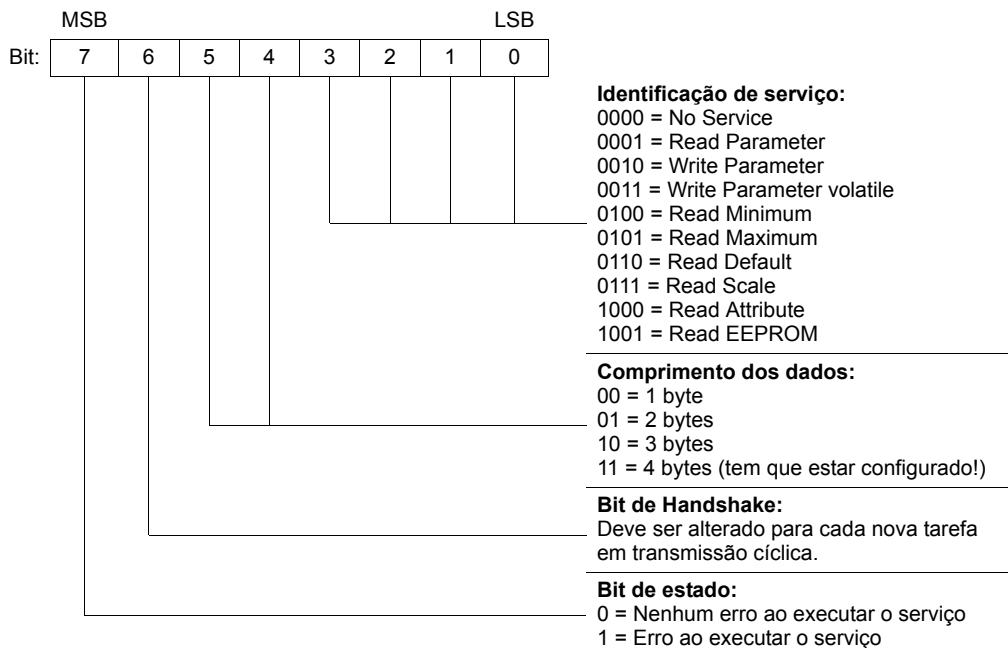 MSB LSB
Bit: 7 6 5 4 3 2 1 0
Identificação de serviço:
0000 = No Service
0001 = Read Parameter
0010 = Write Parameter
0011 = Write Parameter volatile
0100 = Read Minimum
0101 = Read Maximum
0110 = Read Default
0111 = Read Scale
1000 = Read Attribute
1001 = Read EEPROM
Comprimento dos dados:
00 = 1 byte
01 = 2 bytes
10 = 3 bytes
11 = 4 bytes (tem que estar configurado!)
Bit de Handshake:
Deve ser alterado para cada nova tarefa
em transmissão cíclica.
Bit de estado:
0 = Nenhum erro ao executar o serviço
1 = Erro ao executar o serviço